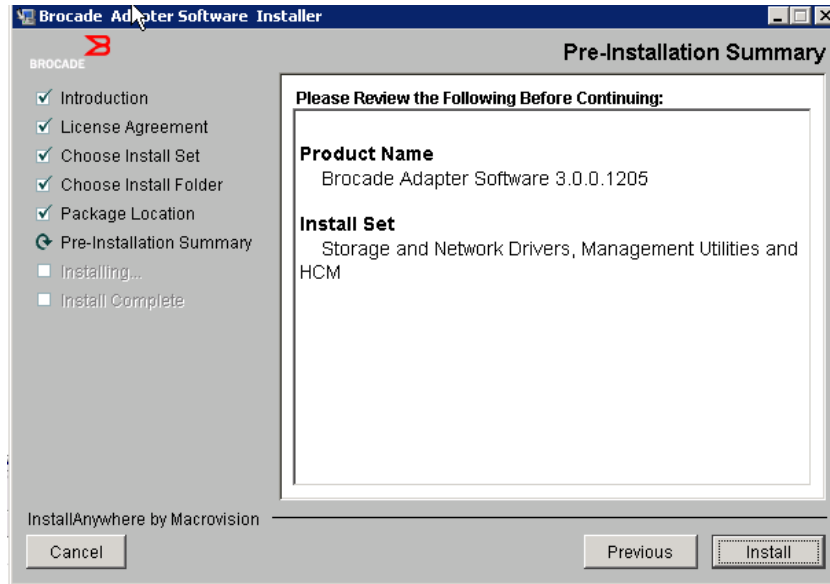 Brocade Adapter Software Installer
BROCADE
Pre-Installation Summary
Introduction
License Agreement
Choose Install Set
Choose Install Folder
Package Location
Pre-Installation Summary
Installing...
Install Complete
Please Review the Following Before Continuing:
Product Name
Brocade Adapter Software 3.0.0.1205
Install Set
Storage and Network Drivers, Management Utilities and
HCM
InstallAnywhere by Macrovision
Cancel
Previous
Install